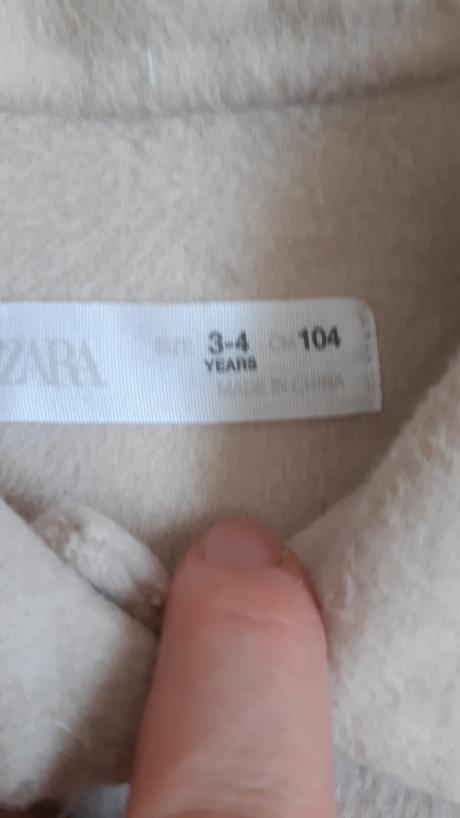 ZARA
SIZE 3-4 YEARS CM 104
MADE IN CHINA